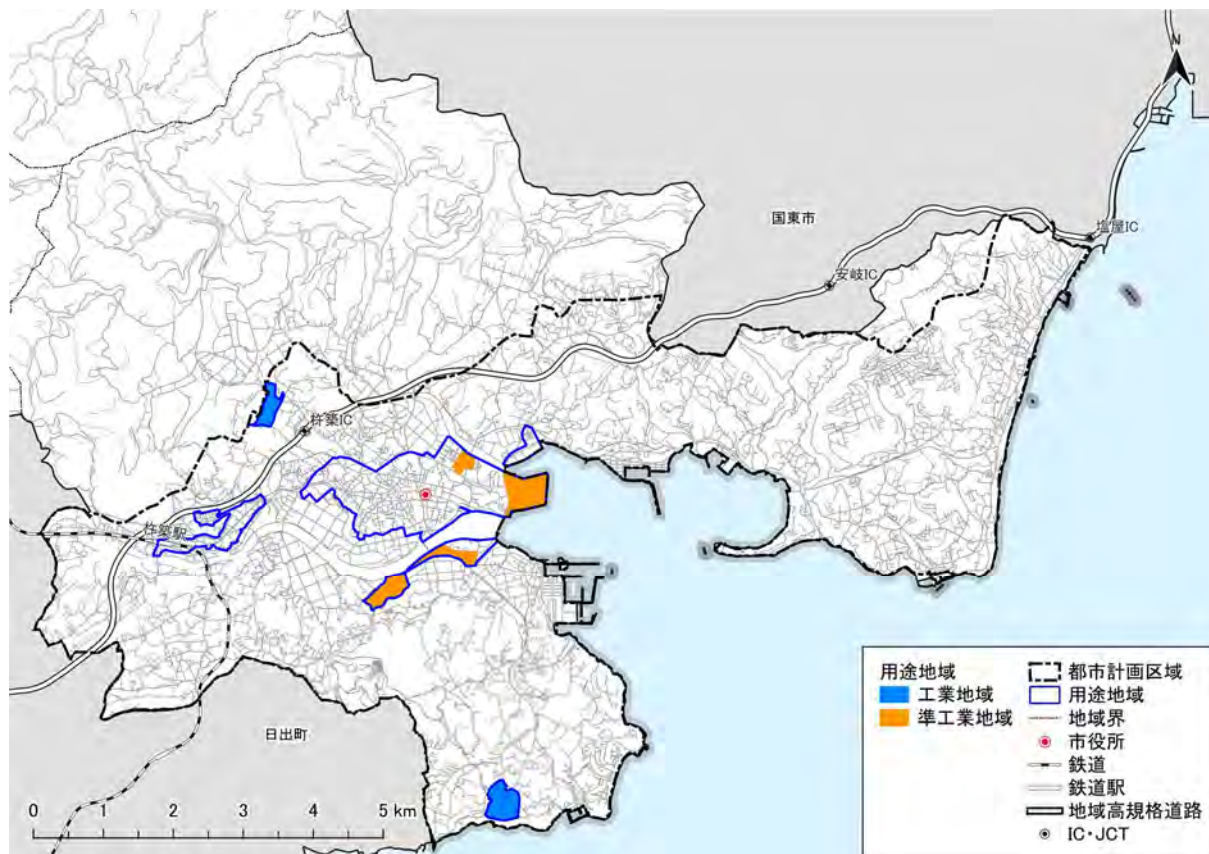 N
国東市
塩屋IC
安岐IC
杵築IC
杵築駅
日出町
0 1 2 3 4 5 km
用途地域
工業地域
準工業地域
都市計画区域
用途地域
地域界
市役所
鉄道
鉄道駅
地域高規格道路
IC・JCT